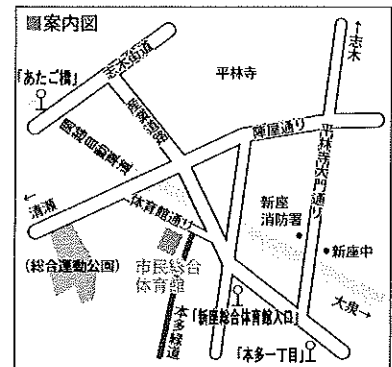 ■案内図
←志木
志木街道
平林寺
「あたご橋」
産業道路
関越自動車道
陣屋通り
平林寺大門通り
←清瀬
体育館通り
新座
消防署
新座中
(総合運動公園)
市民総合
体育館
本多緑道
「新座総合体育館入口」
大泉→
「本多一丁目」